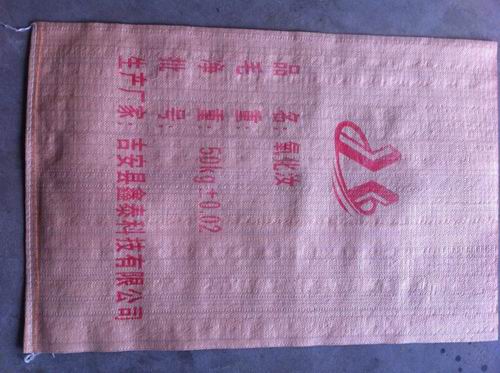 品 名：氧化汝
毛 重：
净 重：50kg±0.02
批 号：
生产厂家：吉安县鑫泰科技有限公司